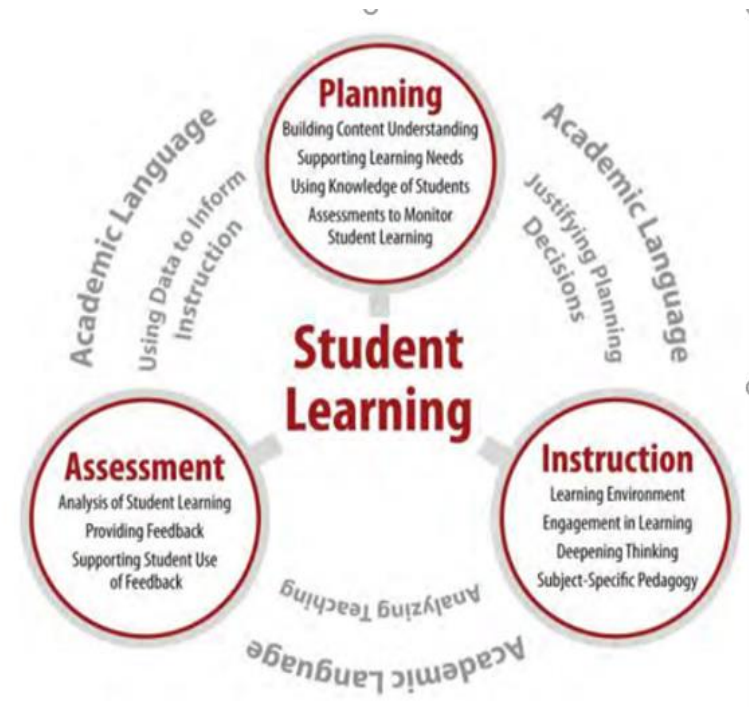 Planning
Building Content Understanding
Supporting Learning Needs
Using Knowledge of Students
Assessments to Monitor
Student Learning
Academic Language
Using Data to Inform
Instruction
Academic Language
Justifying Planning
Decisions
Student
Learning
Assessment
Analysis of Student Learning
Providing Feedback
Supporting Student Use
of Feedback
Instruction
Learning Environment
Engagement in Learning
Deepening Thinking
Subject-Specific Pedagogy
Analyzing Teaching
Academic Language